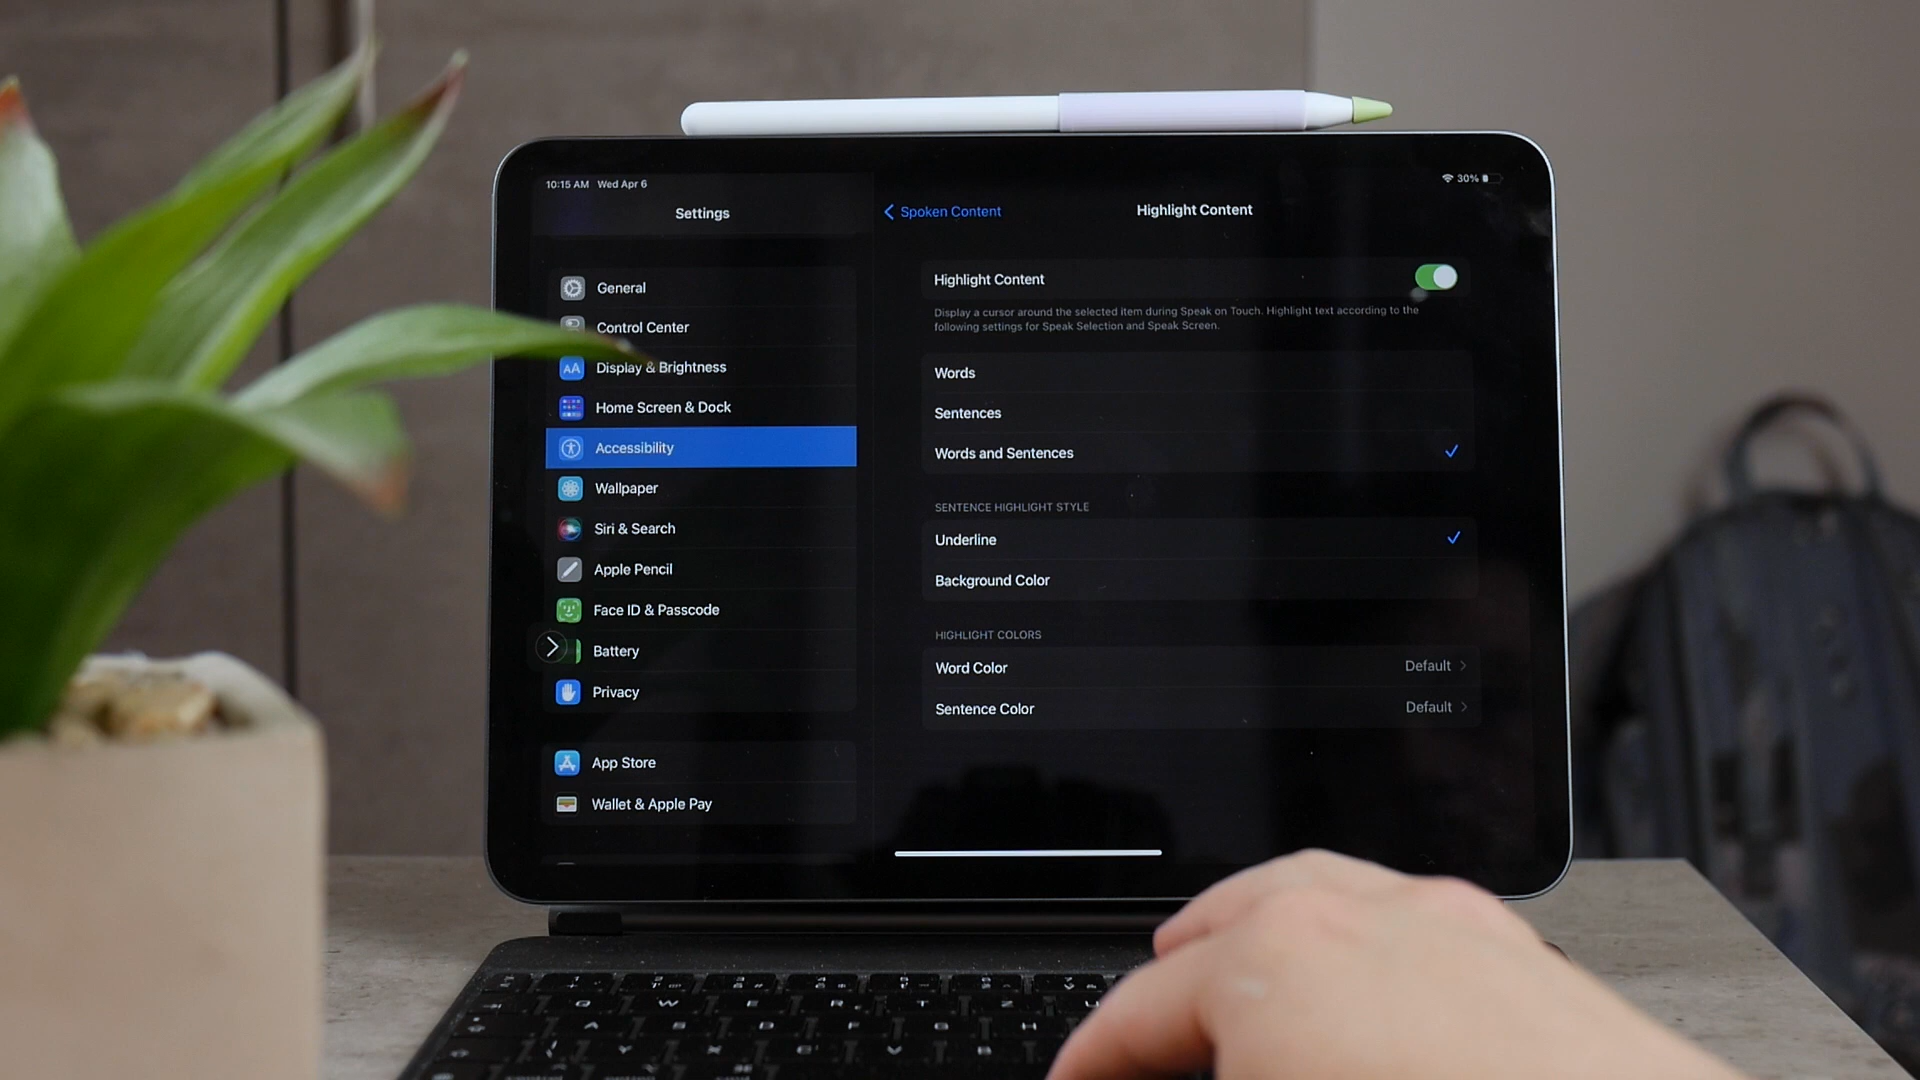 10:15 AM Wed Apr 6
30%
Settings
General
Control Center
Display & Brightness
Home Screen & Dock
Accessibility
Wallpaper
Siri & Search
Apple Pencil
Face ID & Passcode
Battery
Privacy
App Store
Wallet & Apple Pay
Spoken Content
Highlight Content
Highlight Content
Display a cursor around the selected item during Speak on Touch. Highlight text according to the
following settings for Speak Selection and Speak Screen.
Words
Sentences
Words and Sentences
SENTENCE HIGHLIGHT STYLE
Underline
Background Color
HIGHLIGHT COLORS
Word Color Default
Sentence Color Default
Q W E R T Z U
A S D F G H
Y X C V B